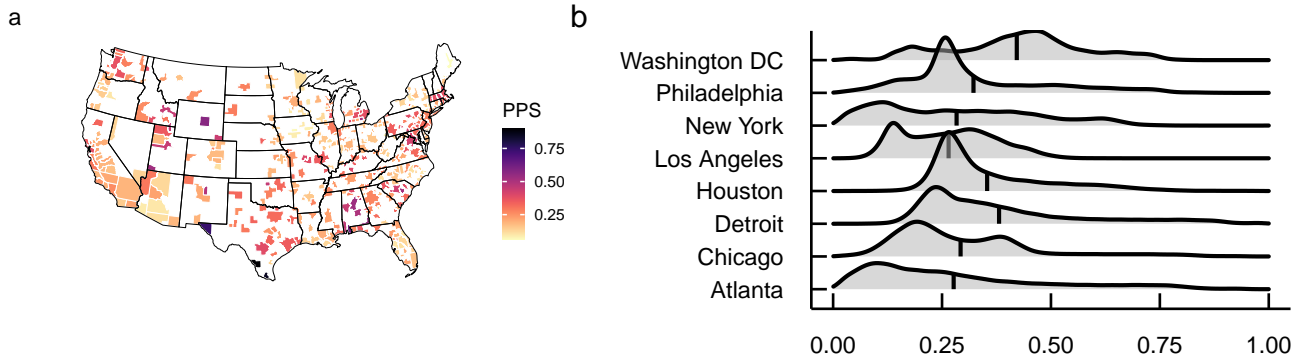 a
PPS
0.75
0.50
0.25
b
Washington DC
Philadelphia
New York
Los Angeles
Houston
Detroit
Chicago
Atlanta
0.00 0.25 0.50 0.75 1.00